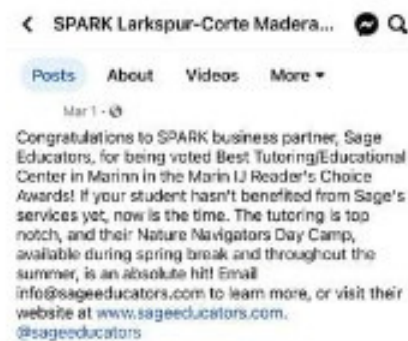 SPARK Larkspur-Corte Madera...
Posts About Videos More
Mar 1 ·
Congratulations to SPARK business partner, Sage
Educators, for being voted Best Tutoring/Educational
Center in Marinn in the Marin IJ Reader's Choice
Awards! If your student hasn't benefited from Sage's
services yet, now is the time. The tutoring is top
notch, and their Nature Navigators Day Camp,
available during spring break and throughout the
summer, is an absolute hit! Email
info@sageeducators.com to learn more, or visit their
website at www.sageeducators.com.
@sageeducators